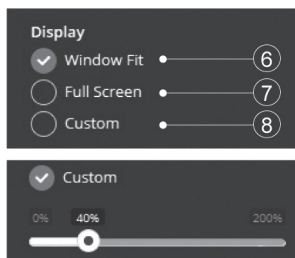 Display
Window Fit 6
Full Screen 7
Custom 8
Custom
0% 40% 200%